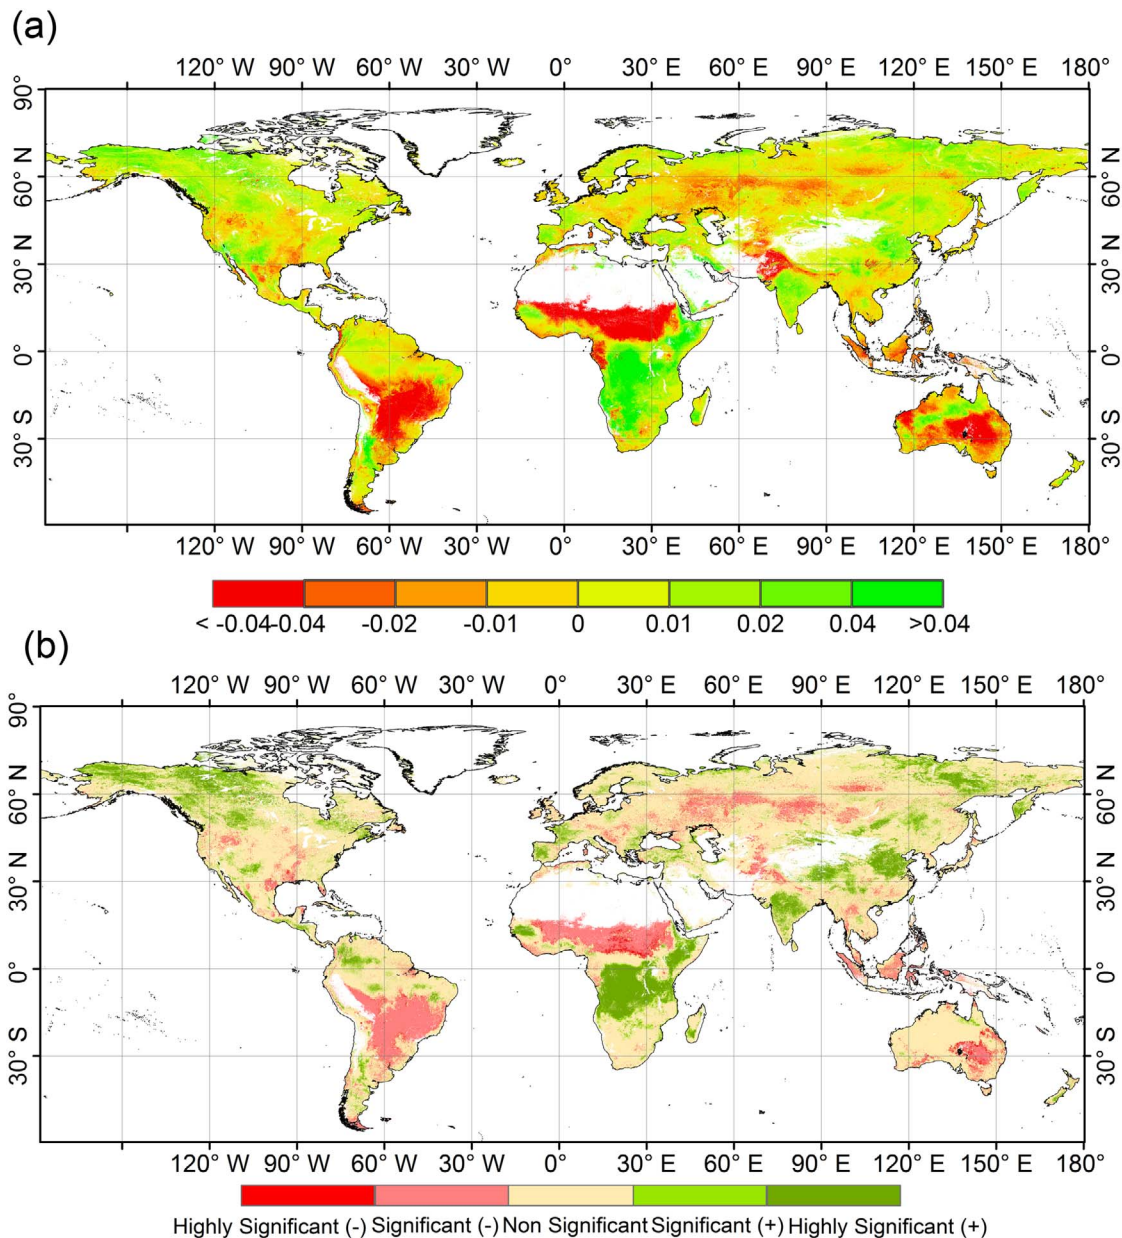 (a)
120° W 90° W 60° W 30° W 0° 30° E 60° E 90° E 120° E 150° E 180°
90°
60° N
60° N
30° N
30° N
0°
0°
30° S
30° S
120° W 90° W 60° W 30° W 0° 30° E 60° E 90° E 120° E 150° E 180°
< -0.04 -0.04 -0.02 -0.01 0 0.01 0.02 0.04 >0.04
(b)
120° W 90° W 60° W 30° W 0° 30° E 60° E 90° E 120° E 150° E 180°
90°
60° N
60° N
30° N
30° N
0°
0°
30° S
30° S
120° W 90° W 60° W 30° W 0° 30° E 60° E 90° E 120° E 150° E 180°
Highly Significant (-) Significant (-) Non Significant Significant (+) Highly Significant (+)